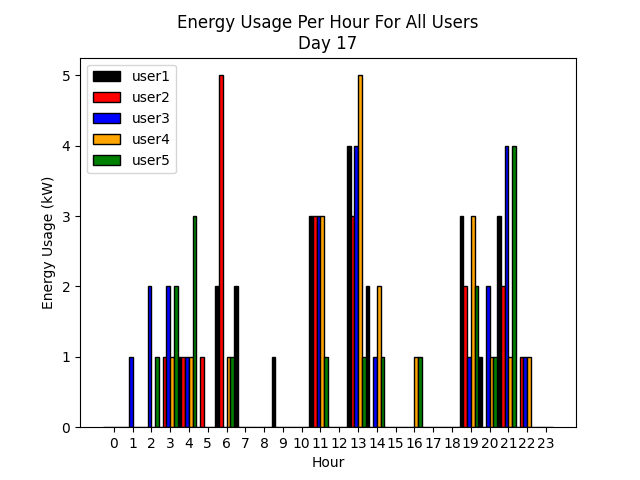 Energy Usage Per Hour For All Users
Day 17
user1
user2
user3
user4
user5
Energy Usage (kW)
5
4
3
2
1
0
0 1 2 3 4 5 6 7 8 9 10 11 12 13 14 15 16 17 18 19 20 21 22 23
Hour